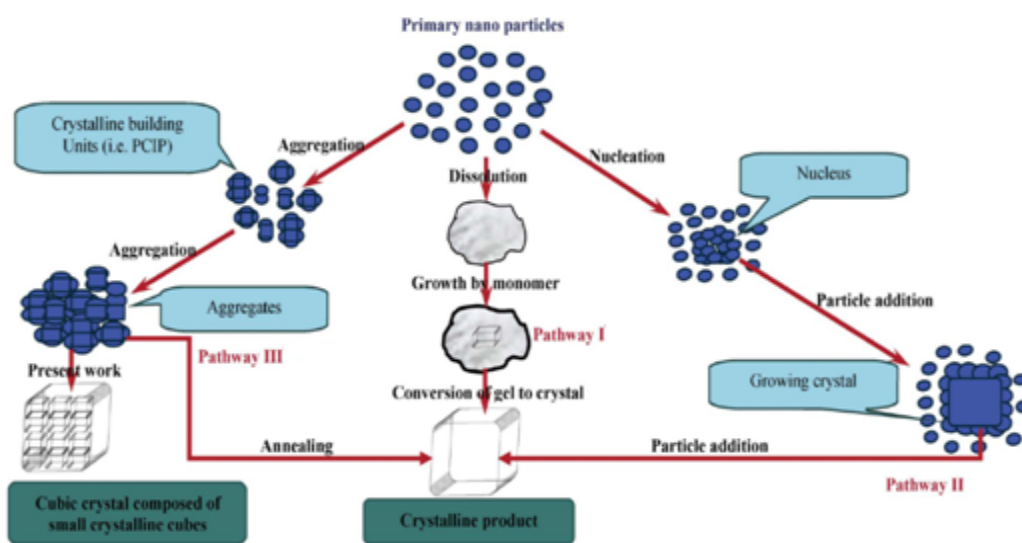 Primary nano particles
Crystalline building
Units (i.e. PCIP)
Aggregation
Nucleation
Dissolution
Nucleus
Aggregation
Growth by monomer
Particle addition
Aggregates
Pathway I
Pathway III
Growing crystal
Present work
Conversion of gel to crystal
Annealing
Particle addition
Pathway II
Cubic crystal composed of
small crystalline cubes
Crystalline product